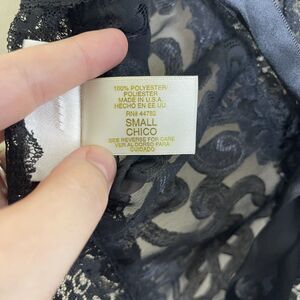 100% POLYESTER/
POLIESTER
MADE IN U.S.A.
HECHO EN EE UU
RN# 44780
SMALL
CHICO
SEE REVERSE FOR CARE
VER AL DORSO PARA
CUIDADO